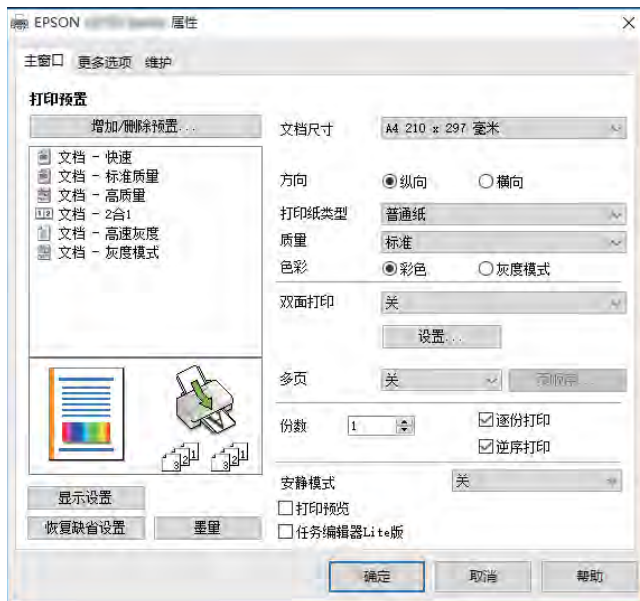 EPSON 属性
主窗口 更多选项 维护
打印预置
增加/删除预置...
文档 - 快速
文档 - 标准质量
文档 - 高质量
文档 - 2合1
文档 - 高速灰度
文档 - 灰度模式
显示设置
恢复缺省设置 墨量
文档尺寸 A4 210 x 297 毫米
方向 纵向 横向
打印纸类型 普通纸
质量 标准
色彩 彩色 灰度模式
双面打印 关
设置...
多页 关
份数 1 逐份打印
逆序打印
安静模式 关
打印预览
任务编辑器Lite版
确定 取消 帮助